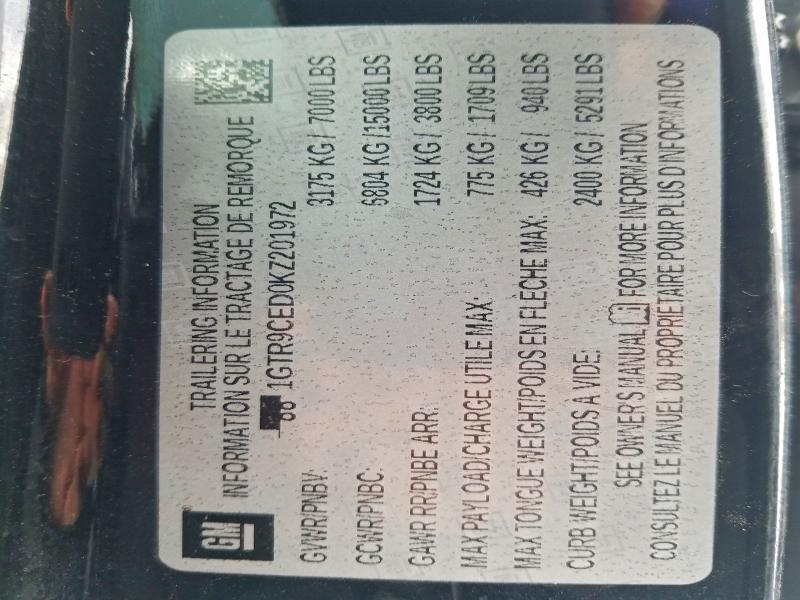 GM
TRAILERING INFORMATION
INFORMATION SUR LE TRACTAGE DE REMORQUE
1GTR9CED0KZ201972
GVWR/PNBV: 3175 KG / 7000 LBS
GCWR/PNBC: 6804 KG /15000 LBS
GAWR RR/PNBE ARR: 1724 KG / 3800 LBS
MAX PAYLOAD/CHARGE UTILE MAX: 775 KG / 1709 LBS
MAX TONGUE WEIGHT/POIDS EN FLÈCHE MAX: 426 KG / 940 LBS
CURB WEIGHT/POIDS A VIDE: 2400 KG / 5291 LBS
SEE OWNER'S MANUAL FOR MORE INFORMATION
CONSULTEZ LE MANUEL DU PROPRIÉTAIRE POUR PLUS D'INFORMATIONS